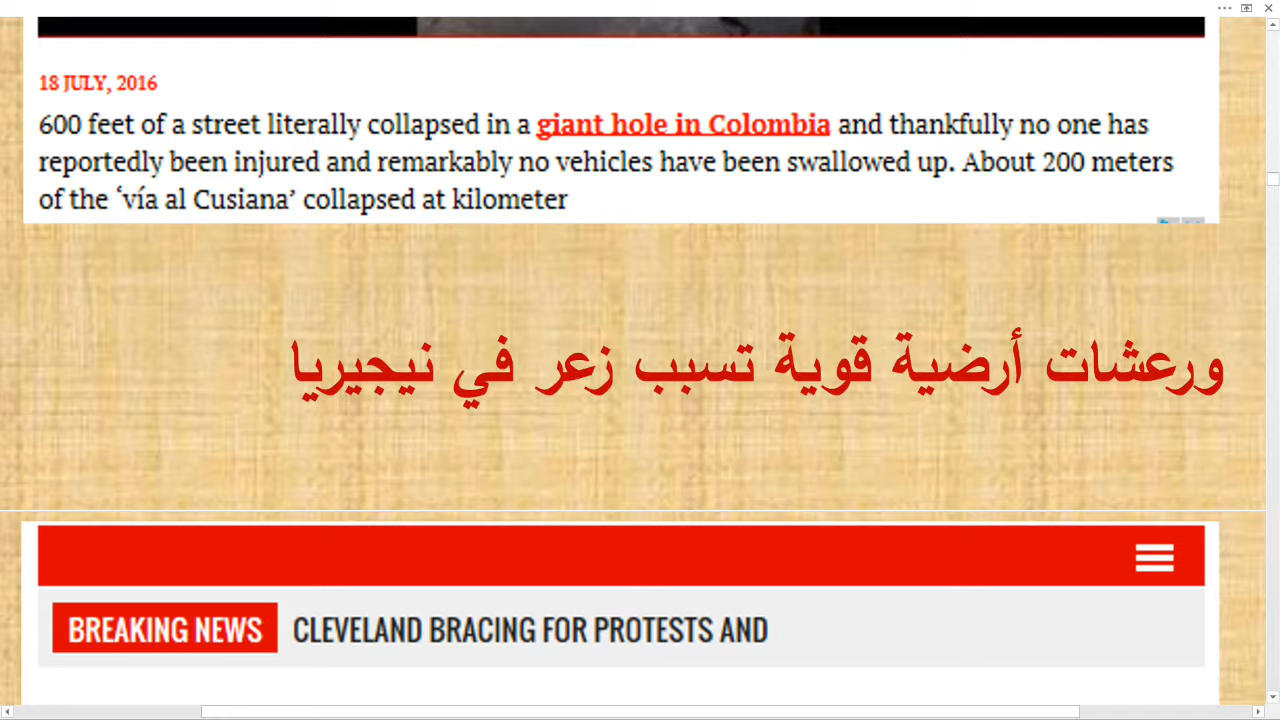 18 JULY, 2016
600 feet of a street literally collapsed in a giant hole in Colombia and thankfully no one has
reportedly been injured and remarkably no vehicles have been swallowed up. About 200 meters
of the ‘vía al Cusiana’ collapsed at kilometer
ورعشات أرضية قوية تسبب زعر في نيجيريا
BREAKING NEWS CLEVELAND BRACING FOR PROTESTS AND